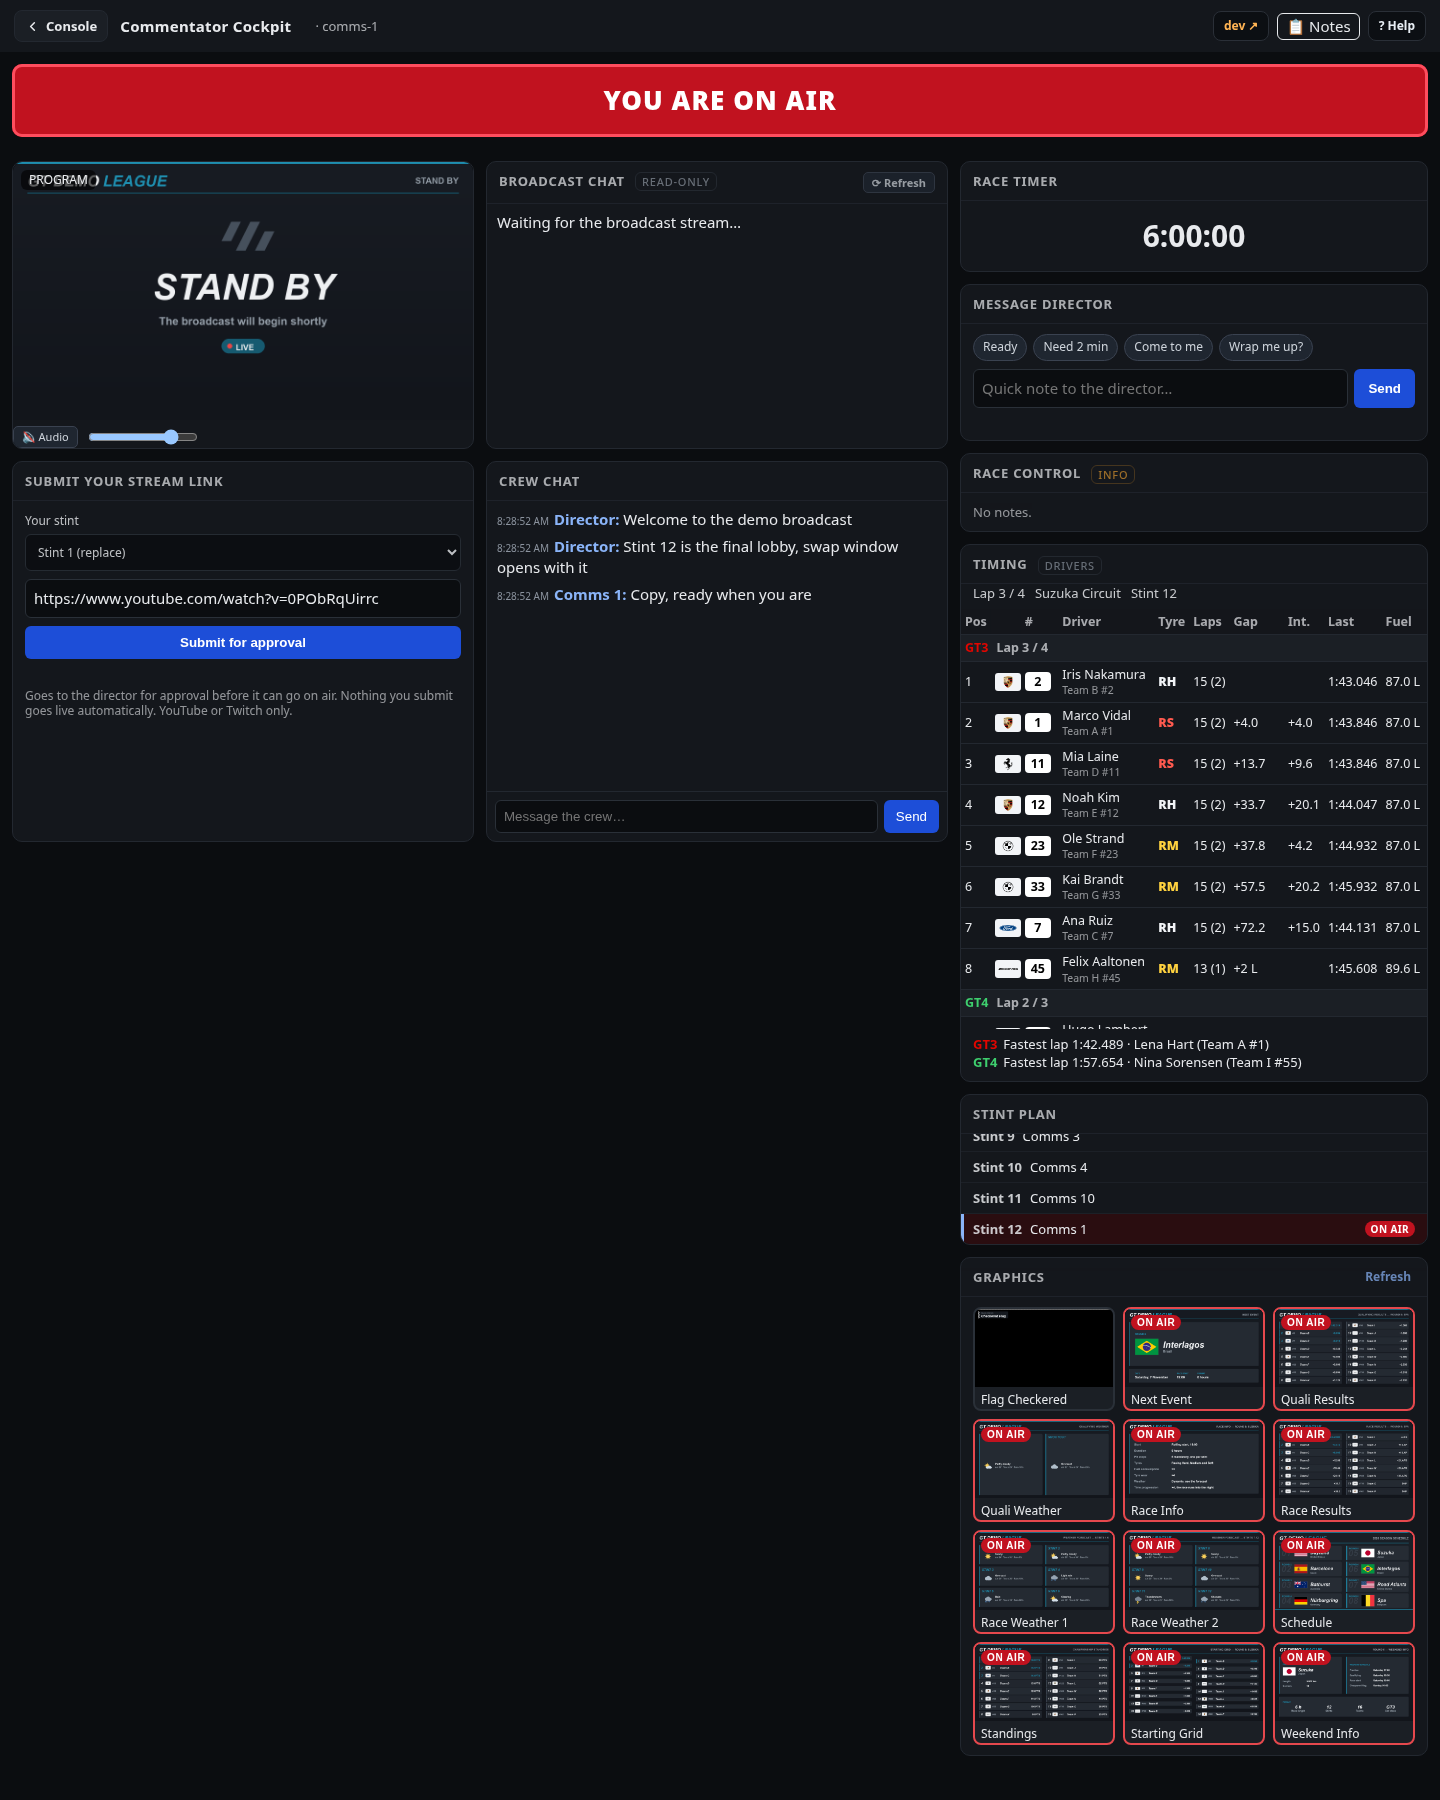 Console
Commentator Cockpit
· comms-1
dev ↗
📋 Notes
? Help
YOU ARE ON AIR
PROGRAM
LEAGUE
STAND BY
STAND BY
The broadcast will begin shortly
LIVE
Audio
BROADCAST CHAT
READ-ONLY
⟳ Refresh
Waiting for the broadcast stream…
SUBMIT YOUR STREAM LINK
Your stint
Stint 1 (replace)
https://www.youtube.com/watch?v=0PObRqUirrc
Submit for approval
Goes to the director for approval before it can go on air. Nothing you submit
goes live automatically. YouTube or Twitch only.
CREW CHAT
8:28:52 AM Director: Welcome to the demo broadcast
8:28:52 AM Director: Stint 12 is the final lobby, swap window
opens with it
8:28:52 AM Comms 1: Copy, ready when you are
Message the crew…
Send
RACE TIMER
6:00:00
MESSAGE DIRECTOR
Ready
Need 2 min
Come to me
Wrap me up?
Quick note to the director…
Send
RACE CONTROL
INFO
No notes.
TIMING
DRIVERS
Lap 3 / 4 Suzuka Circuit Stint 12
Pos # Driver Tyre Laps Gap Int. Last Fuel
GT3 Lap 3 / 4
1 2 Iris Nakamura RH 15 (2) 1:43.046 87.0 L
Team B #2
2 1 Marco Vidal RS 15 (2) +4.0 +4.0 1:43.846 87.0 L
Team A #1
3 11 Mia Laine RS 15 (2) +13.7 +9.6 1:43.846 87.0 L
Team D #11
4 12 Noah Kim RH 15 (2) +33.7 +20.1 1:44.047 87.0 L
Team E #12
5 23 Ole Strand RM 15 (2) +37.8 +4.2 1:44.932 87.0 L
Team F #23
6 33 Kai Brandt RM 15 (2) +57.5 +20.2 1:45.932 87.0 L
Team G #33
7 7 Ana Ruiz RH 15 (2) +72.2 +15.0 1:44.131 87.0 L
Team C #7
8 45 Felix Aaltonen RM 13 (1) +2 L 1:45.608 89.6 L
Team H #45
GT4 Lap 2 / 3
Hugo Lambert
GT3 Fastest lap 1:42.489 · Lena Hart (Team A #1)
GT4 Fastest lap 1:57.654 · Nina Sorensen (Team I #55)
STINT PLAN
Stint 9 Comms 3
Stint 10 Comms 4
Stint 11 Comms 10
Stint 12 Comms 1 ON AIR
GRAPHICS
Refresh
Flag Checkered
ON AIR
Interlagos
Next Event
ON AIR
Quali Results
ON AIR
Quali Weather
ON AIR
Race Info
ON AIR
Race Results
ON AIR
Race Weather 1
ON AIR
Race Weather 2
ON AIR
Suzuka
Barcelona
Interlagos
Bathurst
Road Atlanta
Nürburgring
Spa
Schedule
ON AIR
Standings
ON AIR
Starting Grid
ON AIR
Suzuka
Weekend Info